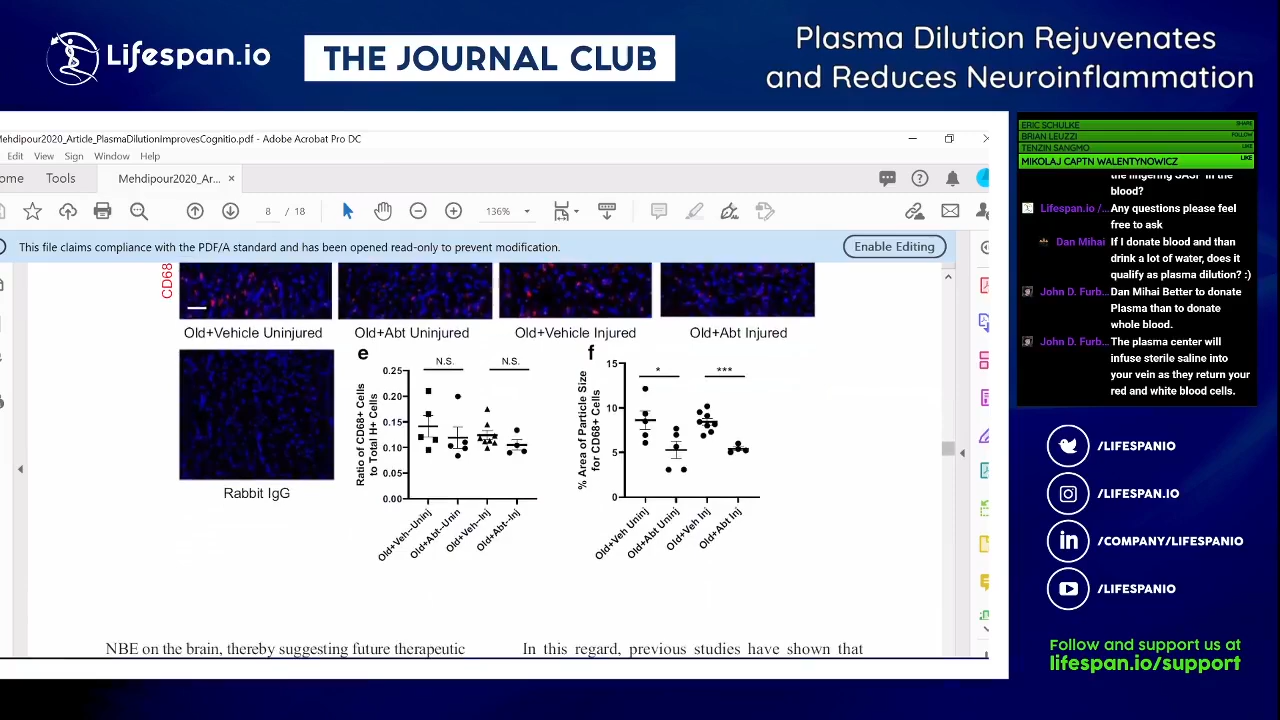 Lifespan.io
THE JOURNAL CLUB
Plasma Dilution Rejuvenates
and Reduces Neuroinflammation
Mehdipour2020_Article_PlasmaDilutionImprovesCognitio.pdf - Adobe Acrobat Pro
Edit View Sign Window Help
ome Tools Mehdipour2020_Ar... ×
8 / 18
136%
This file claims compliance with the PDF/A standard and has been opened read-only to prevent modification.
Enable Editing
CD68
Old+Vehicle Uninjured
Old+Abt Uninjured
Old+Vehicle Injured
Old+Abt Injured
Rabbit IgG
e
N.S.
N.S.
Ratio of CD68+ Cells
to Total H+ Cells
0.25
0.20
0.15
0.10
0.05
0.00
Old+Veh--Uninj
Old+Abt--Unin
Old+Veh--Inj
Old+Abt--Inj
f
*
***
% Area of Particle Size
for CD68+ Cells
15
10
5
0
Old+Veh Uninj
Old+Abt Uninj
Old+Veh Inj
Old+Abt Inj
NBE on the brain, thereby suggesting future therapeutic
In this regard, previous studies have shown that
ERIC SCHULKE SHARE
BRIAN LEUZZI FOLLOW
TENZIN SANGMO LIKE
MIKOLAJ CAPTN WALENTYNOWICZ LIKE
the lingering SASP in the
blood?
Lifespan.io /... Any questions please feel
free to ask
Dan Mihai If I donate blood and than
drink a lot of water, does it
qualify as plasma dilution? :)
John D. Furb... Dan Mihai Better to donate
Plasma than to donate
whole blood.
John D. Furb... The plasma center will
infuse sterile saline into
your vein as they return your
red and white blood cells.
/LIFESPANIO
/LIFESPAN.IO
in /COMPANY/LIFESPANIO
/LIFESPANIO
Follow and support us at
lifespan.io/support